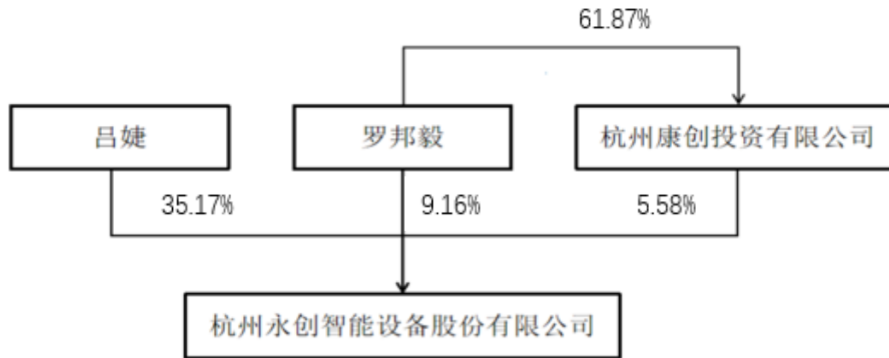 61.87%
吕婕
罗邦毅
杭州康创投资有限公司
35.17%
9.16%
5.58%
杭州永创智能设备股份有限公司